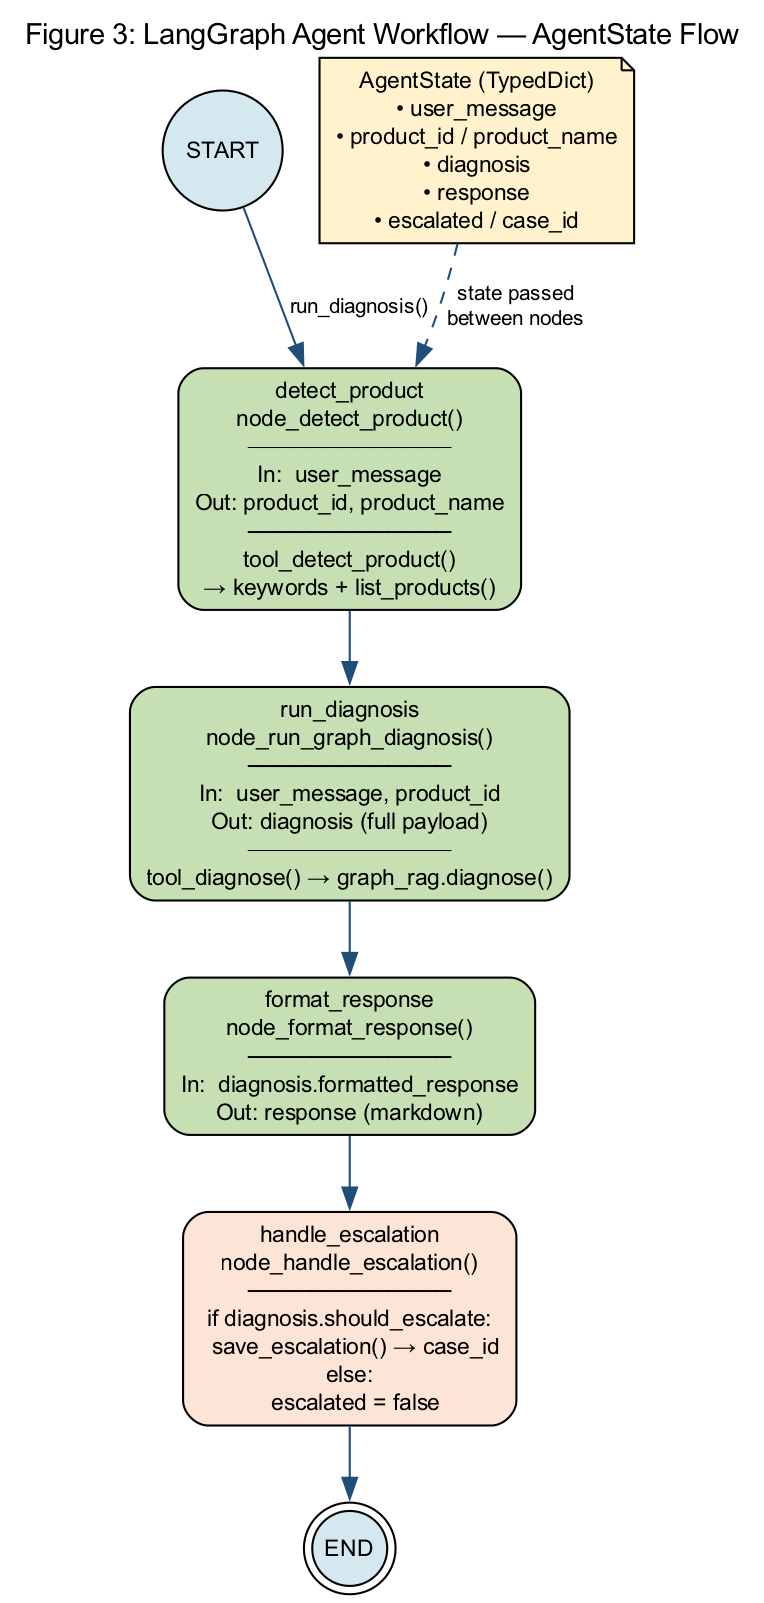 Figure 3: LangGraph Agent Workflow — AgentState Flow
START
AgentState (TypedDict)
• user_message
• product_id / product_name
• diagnosis
• response
• escalated / case_id
run_diagnosis()
state passed
between nodes
detect_product
node_detect_product()
In:  user_message
Out: product_id, product_name
tool_detect_product()
→ keywords + list_products()
run_diagnosis
node_run_graph_diagnosis()
In:  user_message, product_id
Out: diagnosis (full payload)
tool_diagnose() → graph_rag.diagnose()
format_response
node_format_response()
In:  diagnosis.formatted_response
Out: response (markdown)
handle_escalation
node_handle_escalation()
if diagnosis.should_escalate:
save_escalation() → case_id
else:
escalated = false
END